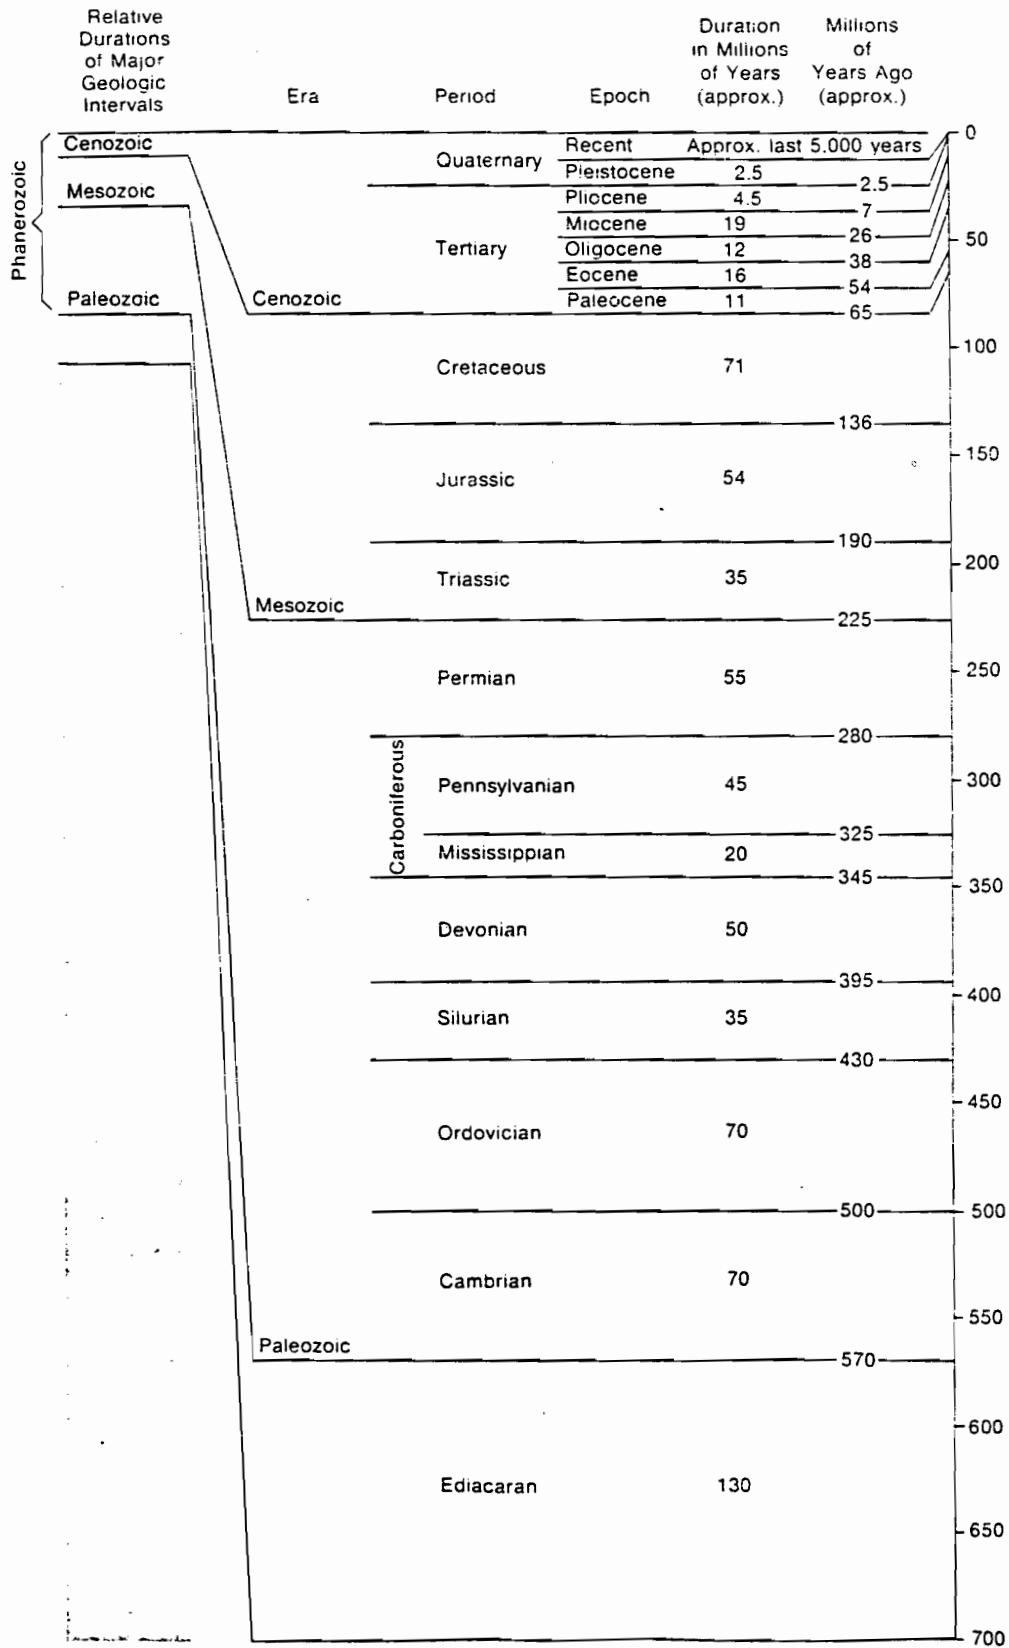 Relative
Durations
of Major
Geologic
Intervals
Era
Period
Epoch
Duration
in Millions
of Years
(approx.)
Millions
of
Years Ago
(approx.)
Phanerozoic
Cenozoic
Mesozoic
Paleozoic
Quaternary
Recent Approx. last 5.000 years
Pleistocene 2.5
2.5
Tertiary
Pliocene 4.5
7
Miocene 19
26
Oligocene 12
38
Eocene 16
54
Cenozoic
Paleocene 11
65
Cretaceous 71
136
Jurassic 54
190
Triassic 35
Mesozoic
225
Permian 55
280
Carboniferous
Pennsylvanian 45
325
Mississippian 20
345
Devonian 50
395
Silurian 35
430
Ordovician 70
500
Cambrian 70
Paleozoic
570
Ediacaran 130
0
50
100
150
200
250
300
350
400
450
500
550
600
650
700